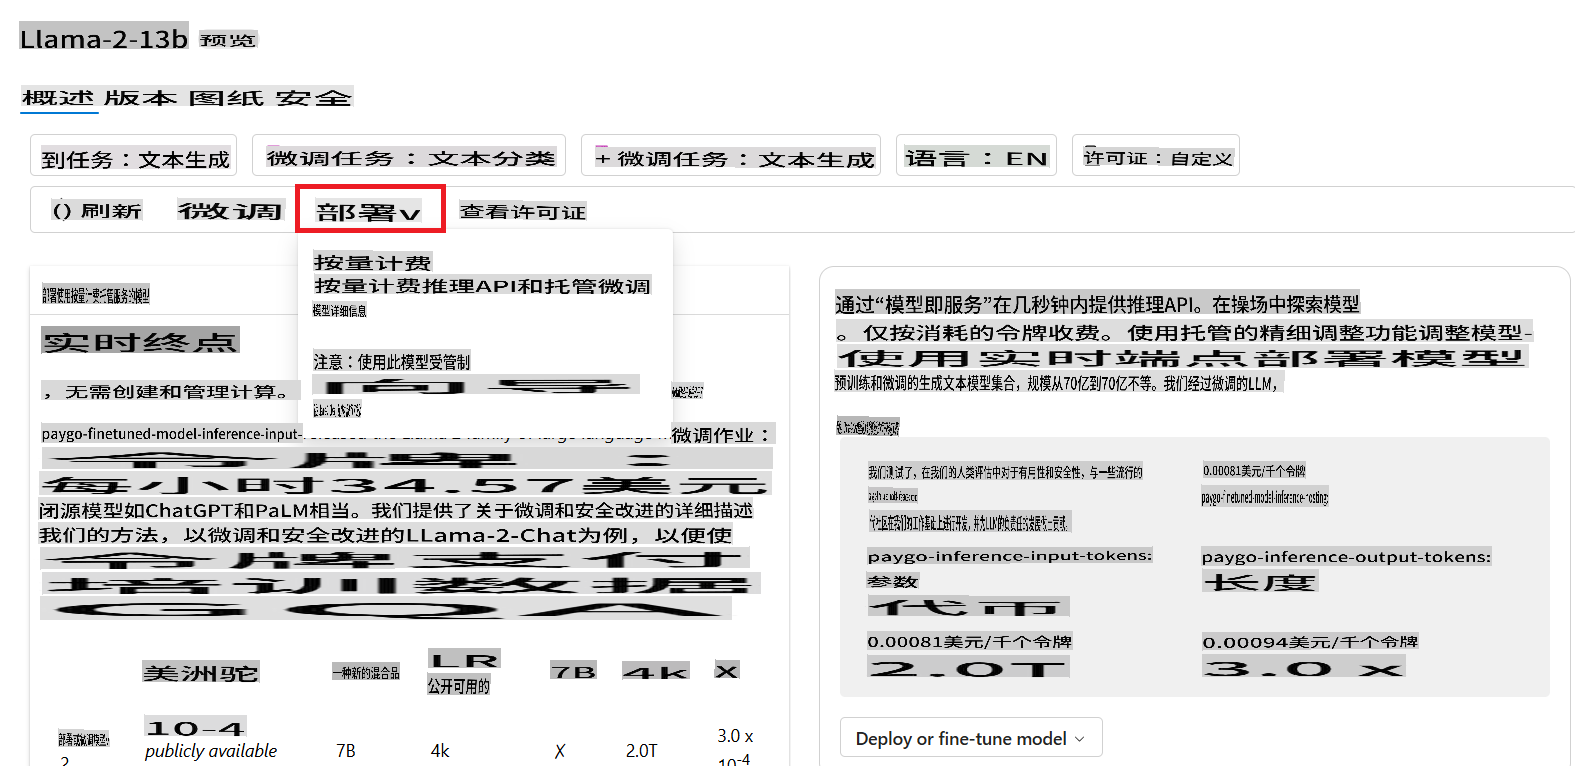 Llama-2-13b 预览
概述 版本 图纸 安全
到任务：文本生成
微调任务：文本分类
+ 微调任务：文本生成
语言：EN
许可证：自定义
() 刷新
微调
部署v
查看许可证
按量计费
按量计费推理API和托管微调
模型详细信息
注意：使用此模型受管制
向导
部署使用按量计费托管服务的模型
实时终点
，无需创建和管理计算。
paygo-finetuned-model-inference-input-
微调作业：
令牌：
每小时34.57美元
闭源模型如ChatGPT和PaLM相当。我们提供了关于微调和安全改进的详细描述
我们的方法，以微调和安全改进的LLama-2-Chat为例，以便使
令牌支付
培训数据
GQA
美洲驼
一种新的混合品
LR
公开可用的
7B
4k
X
10-4
publicly available
7B
4k
X
2.0T
3.0 x
10-4
2
通过“模型即服务”在几秒钟内提供推理API。在操场中探索模型
。仅按消耗的令牌收费。使用托管的精细调整功能调整模型-
使用实时端点部署模型
预训练和微调的生成文本模型集合，规模从70亿到70亿不等。我们经过微调的LLM，
我们测试了，在我们的人类评估中对于有用性和安全性，与一些流行的
0.00081美元/千个令牌
paygo-finetuned-model-inference-hosting:
paygo-inference-input-tokens:
paygo-inference-output-tokens:
参数
长度
代币
0.00081美元/千个令牌
0.00094美元/千个令牌
2.0T
3.0 x
Deploy or fine-tune model